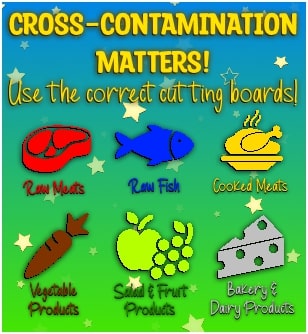 CROSS-CONTAMINATION
MATTERS!
Use the correct cutting boards!
Raw Meats
Raw Fish
Cooked Meats
Vegetable
Products
Salad & Fruit
Products
Bakery &
Dairy Products